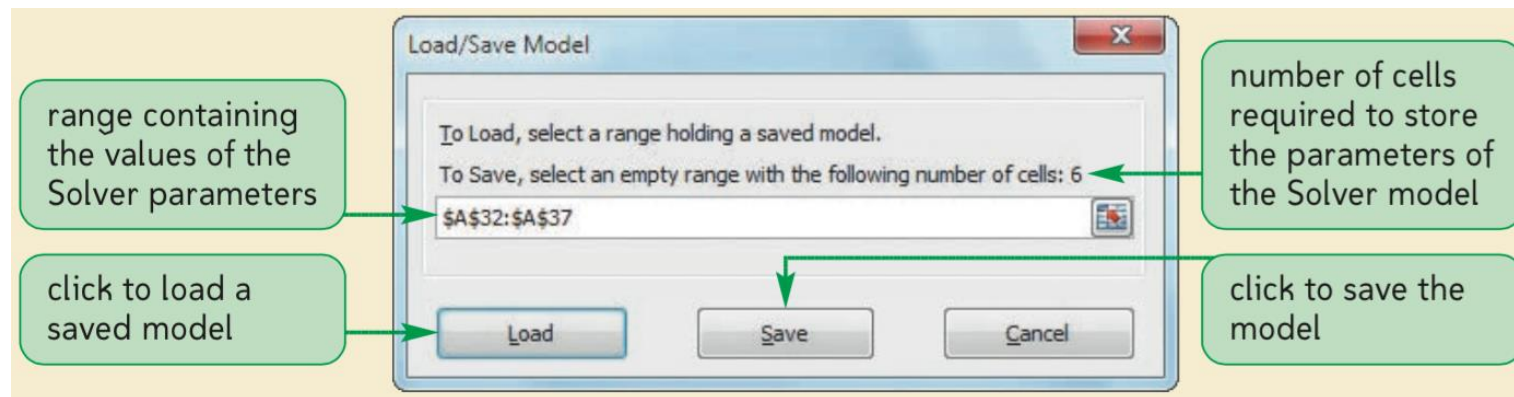 Load/Save Model
range containing
the values of the
Solver parameters
To Load, select a range holding a saved model.
To Save, select an empty range with the following number of cells: 6
$A$32:$A$37
number of cells
required to store
the parameters of
the Solver model
click to load a
saved model
Load
Save
Cancel
click to save the
model